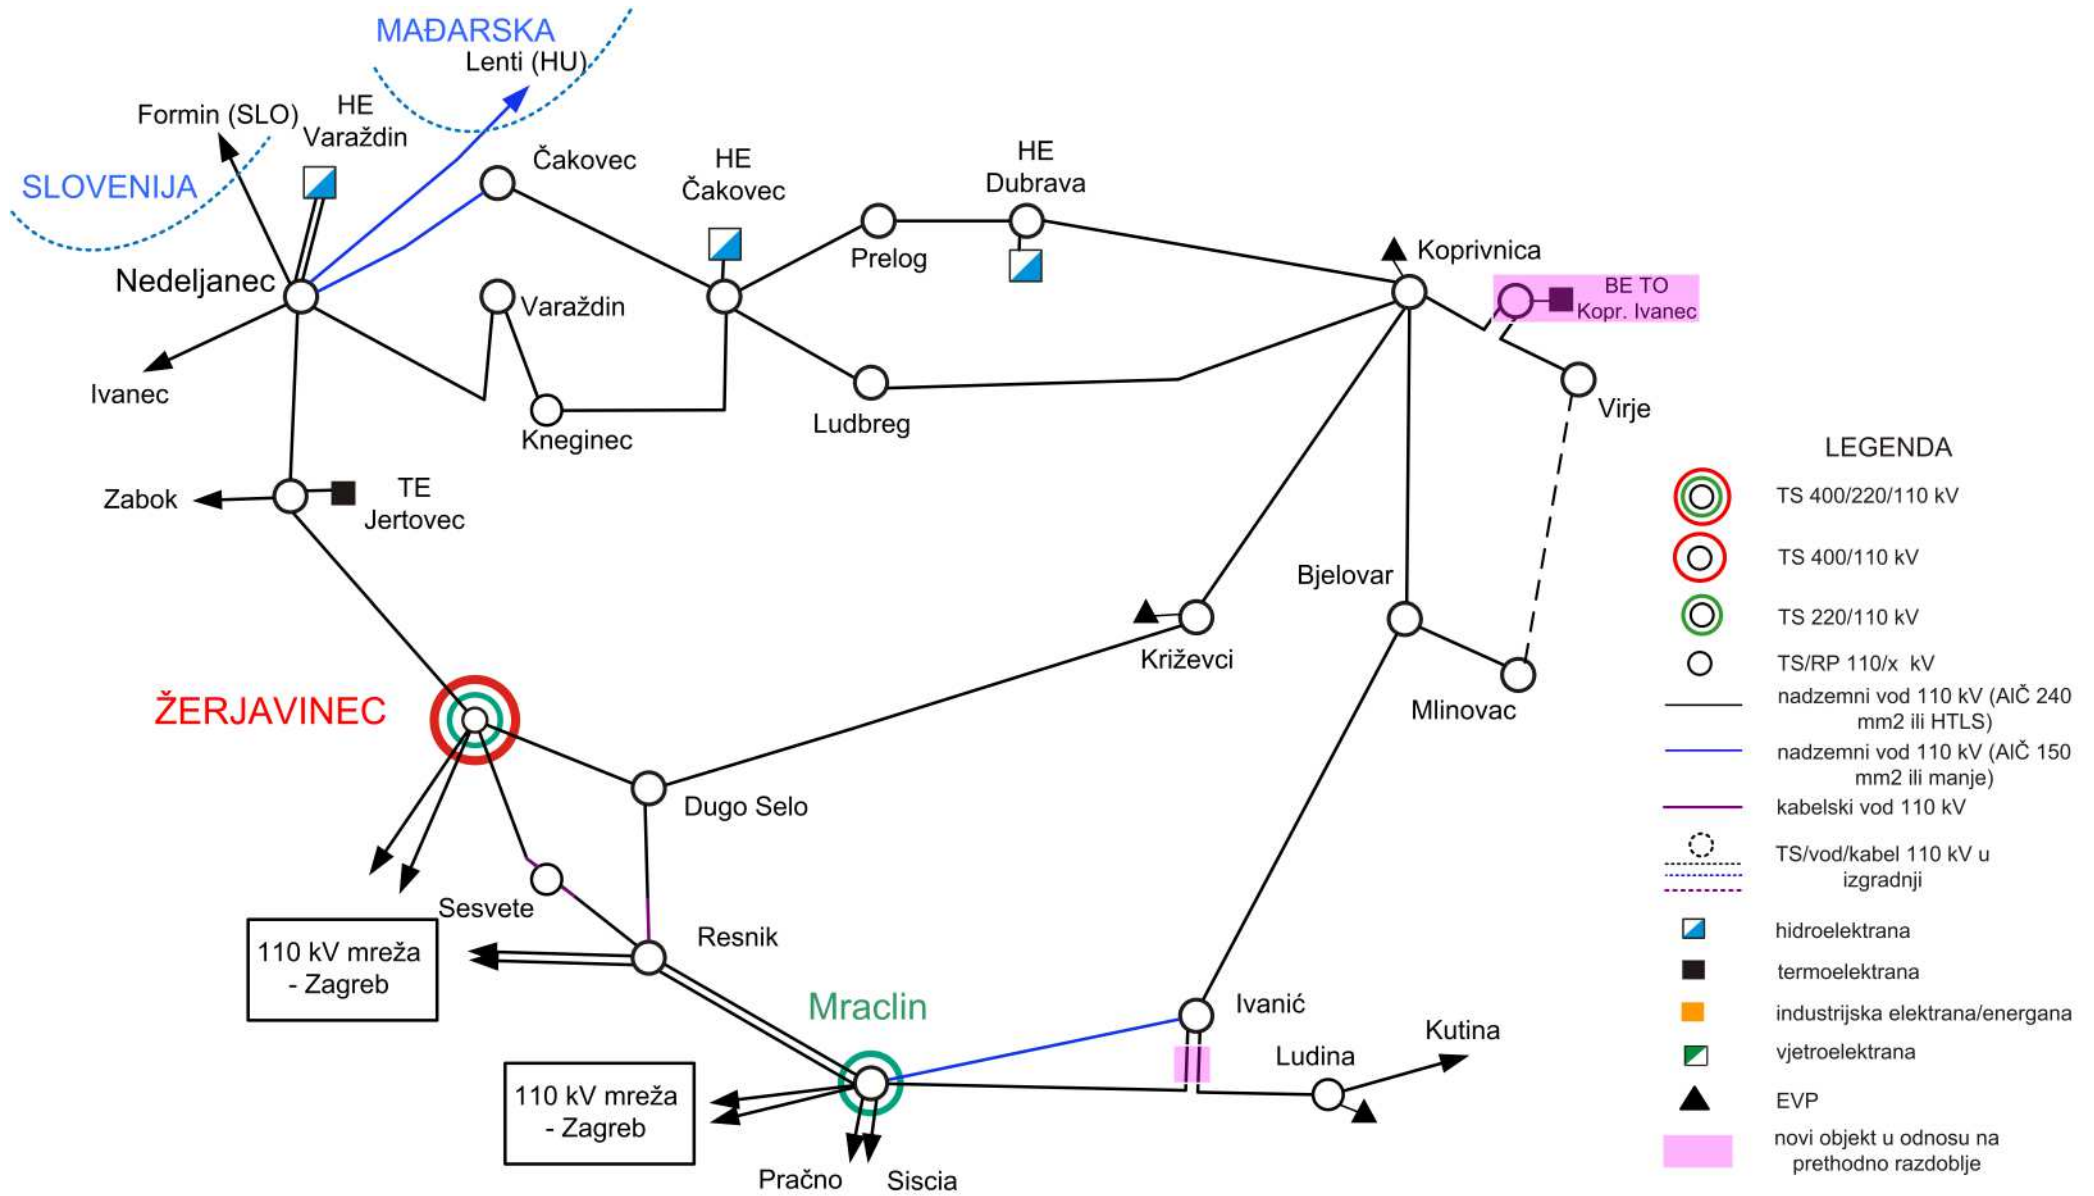 MAĐARSKA
Lenti (HU)
Formin (SLO)
HE
Varaždin
SLOVENIJA
Čakovec
HE
Čakovec
HE
Dubrava
Prelog
Koprivnica
BE TO
Kopr. Ivanec
Nedeljanec
Varaždin
Ivanec
Kneginec
Ludbreg
Virje
Zabok
TE
Jertovec
Bjelovar
Križevci
Mlinovac
ŽERJAVINEC
Dugo Selo
Sesvete
110 kV mreža
- Zagreb
Resnik
Mraclin
Ivanić
Ludina
Kutina
110 kV mreža
- Zagreb
Pračno
Siscia
LEGENDA
TS 400/220/110 kV
TS 400/110 kV
TS 220/110 kV
TS/RP 110/x kV
nadzemni vod 110 kV (AlČ 240
mm2 ili HTLS)
nadzemni vod 110 kV (AlČ 150
mm2 ili manje)
kabelski vod 110 kV
TS/vod/kabel 110 kV u
izgradnji
hidroelektrana
termoelektrana
industrijska elektrana/energana
vjetroelektrana
EVP
novi objekt u odnosu na
prethodno razdoblje